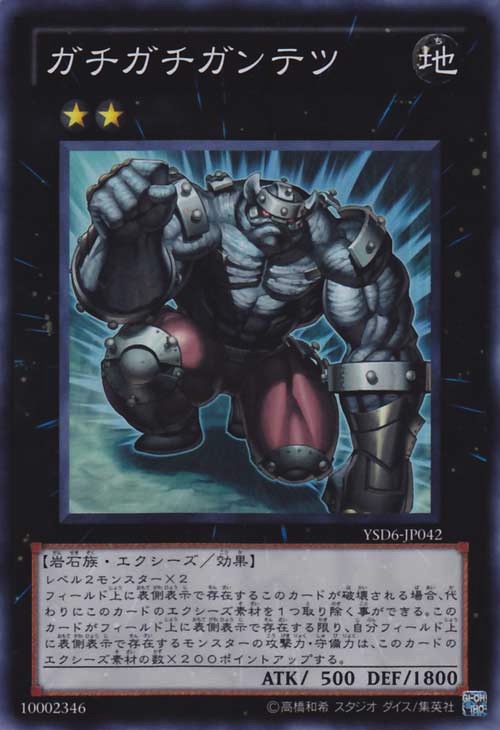 ガチガチガンテツ
地
YSD6-JP042
【岩石族・エクシーズ/効果】
レベル2モンスター×2
フィールド上に表側表示で存在するこのカードが破壊される場合、代
わりにこのカードのエクシーズ素材を1つ取り除く事ができる。この
カードがフィールド上に表側表示で存在する限り、自分フィールド上
に表側表示で存在するモンスターの攻撃力・守備力は、このカードの
エクシーズ素材の数×200ポイントアップする。
ATK/ 500 DEF/1800
10002346
©高橋和希 スタジオ ダイス/集英社